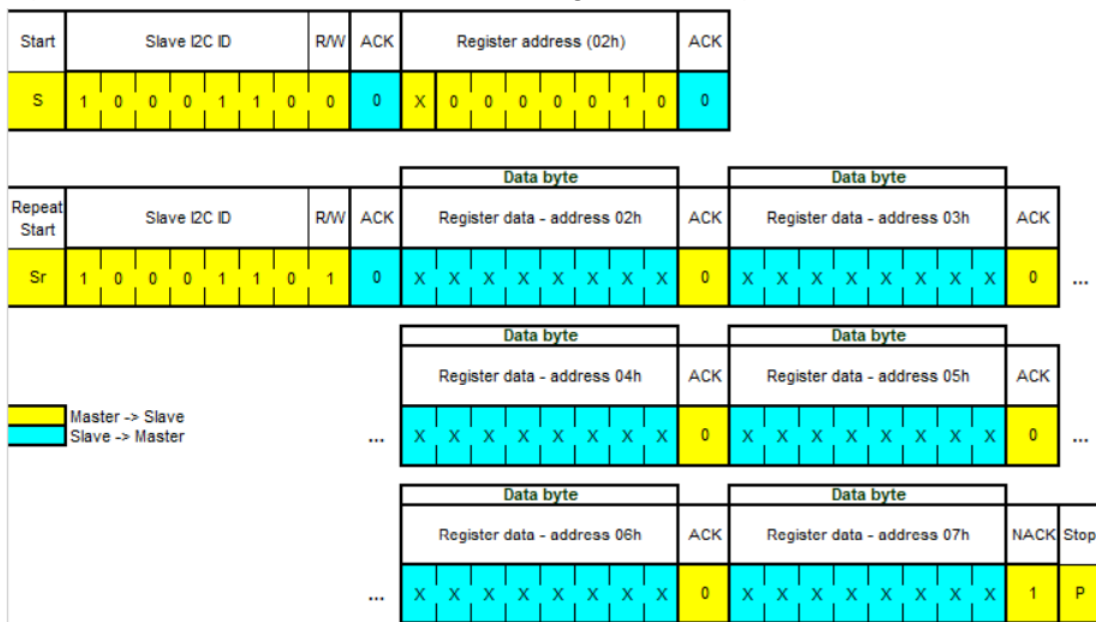 Start Slave I2C ID R/W ACK Register address (02h) ACK
S 1 0 0 0 1 1 0 0 0 X 0 0 0 0 0 1 0 0
Data byte Data byte
Repeat Start Slave I2C ID R/W ACK Register data - address 02h ACK Register data - address 03h ACK
Sr 1 0 0 0 1 1 0 1 0 X X X X X X X X 0 X X X X X X X X 0 ...
Data byte Data byte
Register data - address 04h ACK Register data - address 05h ACK
Master -> Slave
Slave -> Master
... X X X X X X X X 0 X X X X X X X X 0 ...
Data byte Data byte
Register data - address 06h ACK Register data - address 07h NACK Stop
... X X X X X X X X 0 X X X X X X X X 1 P